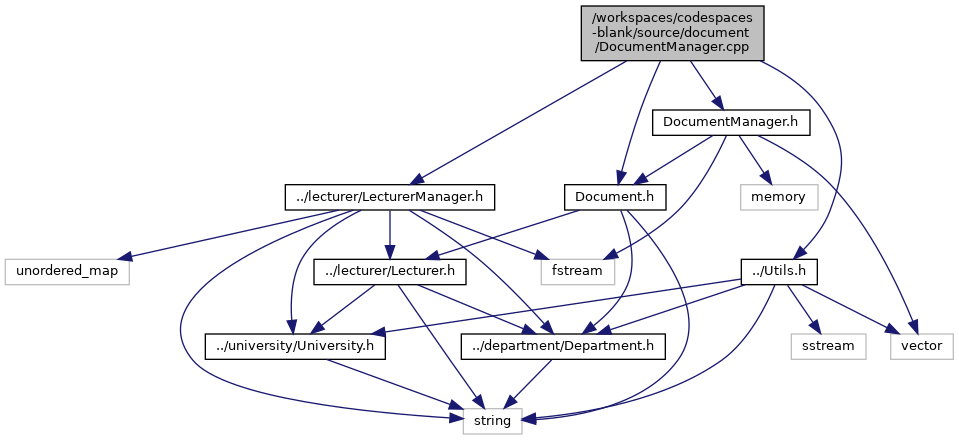 /workspaces/codespaces
-blank/source/document
/DocumentManager.cpp
DocumentManager.h
../lecturer/LecturerManager.h
Document.h
memory
unordered_map
../lecturer/Lecturer.h
fstream
../Utils.h
../university/University.h
../department/Department.h
sstream
vector
string